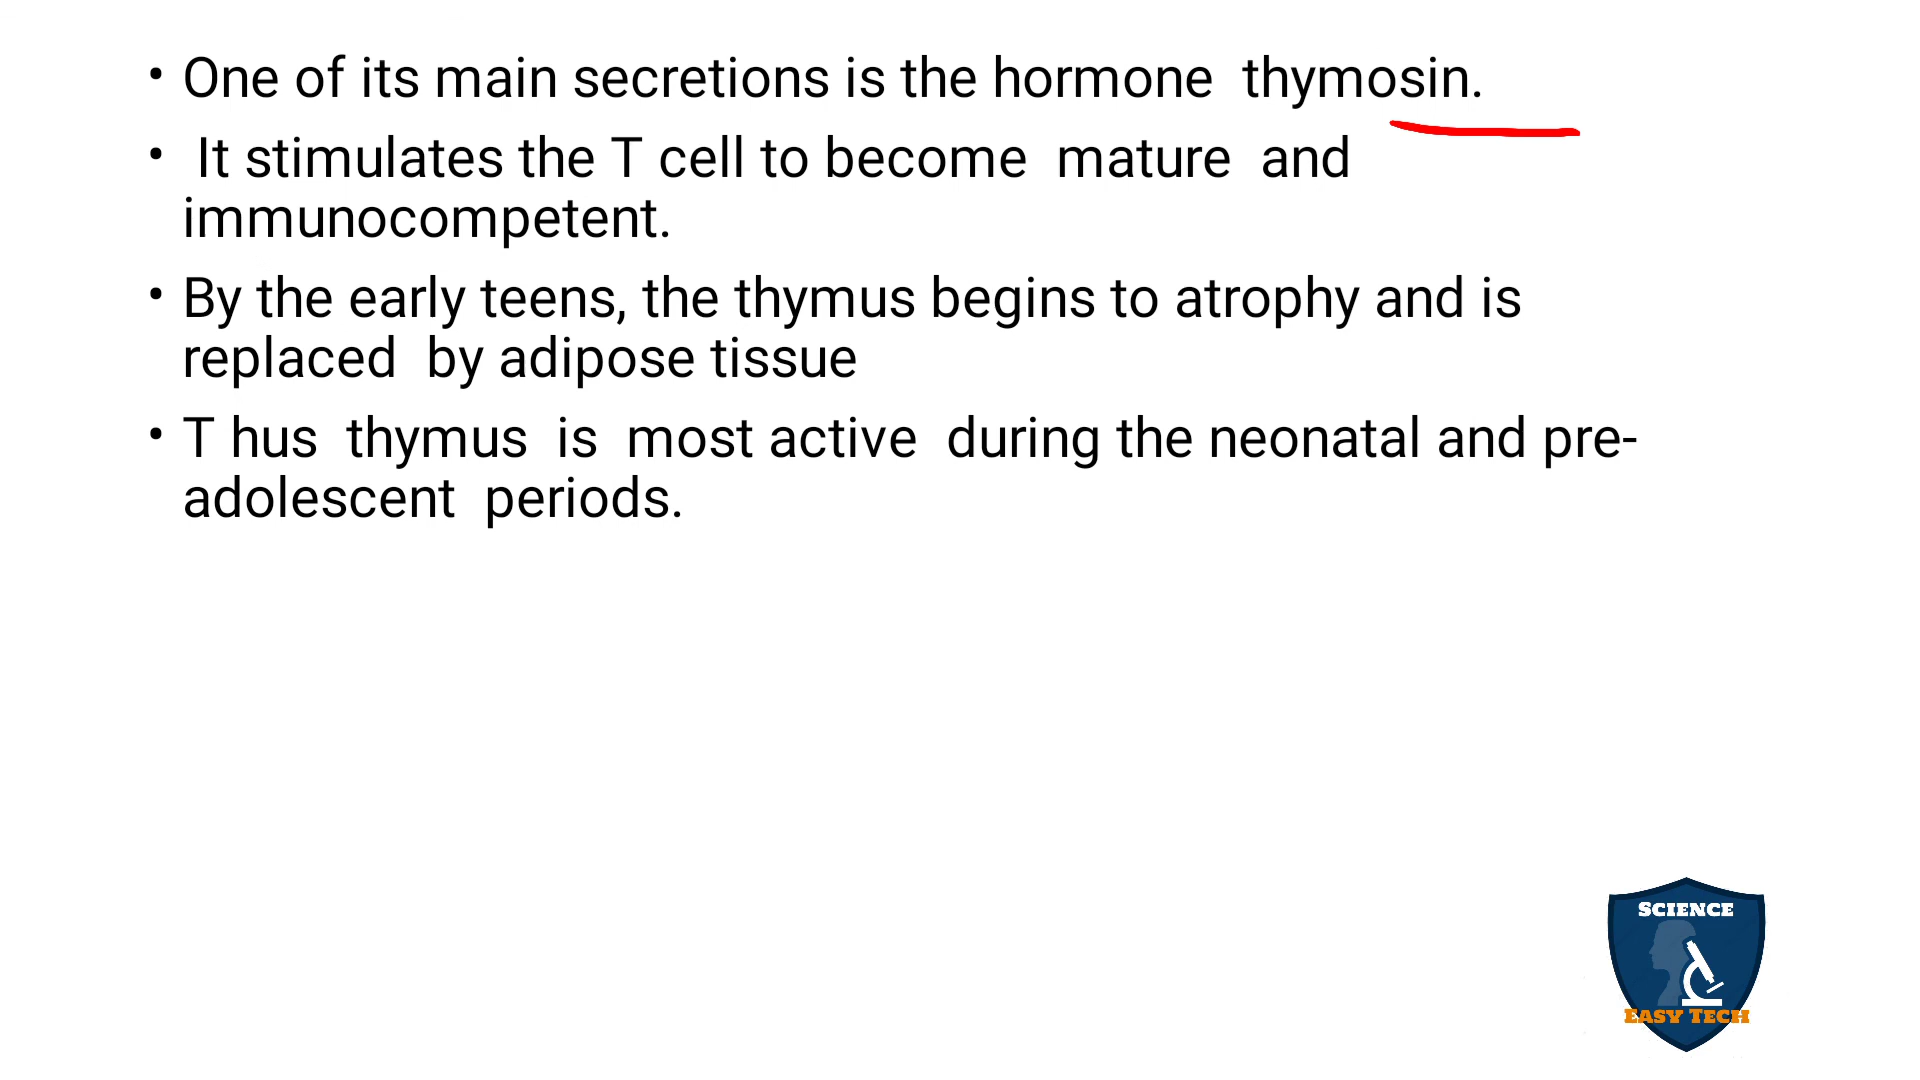 • One of its main secretions is the hormone  thymosin.
•  It stimulates the T cell to become  mature  and
immunocompetent.
• By the early teens, the thymus begins to atrophy and is
replaced  by adipose tissue
• T hus  thymus  is  most active  during the neonatal and pre-
adolescent  periods.
SCIENCE
EASY TECH